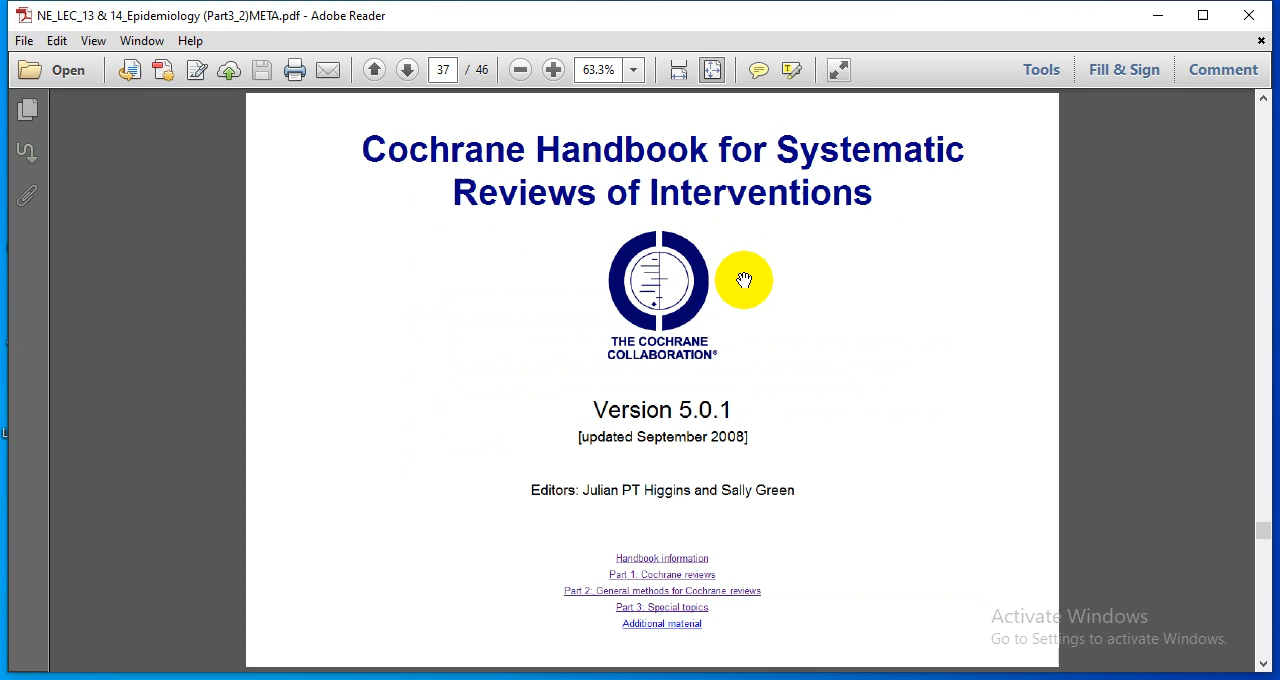 NE_LEC_13 & 14_Epidemiology (Part3_2)META.pdf - Adobe Reader
File Edit View Window Help
Open 37 / 46 63.3% Tools Fill & Sign Comment
Cochrane Handbook for Systematic
Reviews of Interventions
THE COCHRANE
COLLABORATION®
Version 5.0.1
[updated September 2008]
Editors: Julian PT Higgins and Sally Green
Handbook information
Part 1: Cochrane reviews
Part 2: General methods for Cochrane reviews
Part 3: Special topics
Additional material
Activate Windows
Go to Settings to activate Windows.